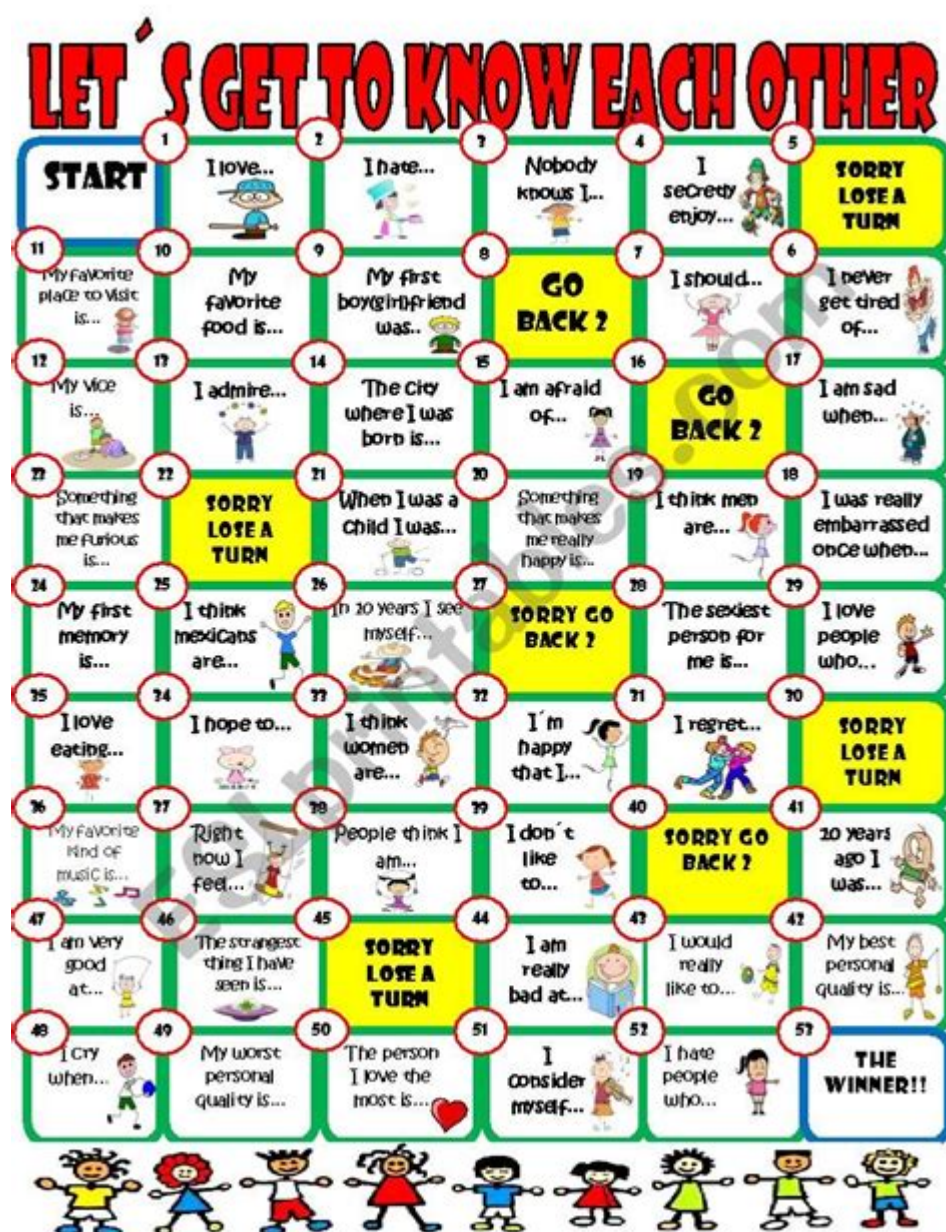 LET´S GET TO KNOW EACH OTHER
START
1
I love...
2
I hate...
3
Nobody
knows I...
4
I
secretly
enjoy...
5
SORRY
LOSE A
TURN
11
My favorite
place to visit
is...
10
My
favorite
food is...
9
My first
boy(girl)friend
was..
8
GO
BACK 2
7
I should...
6
I never
get tired
of...
12
My vice
is...
13
I admire...
14
The city
where I was
born is...
15
I am afraid
of...
16
GO
BACK 2
17
I am sad
when...
23
Something
that makes
me furious
is...
22
SORRY
LOSE A
TURN
21
When I was a
child I was...
20
Something
that makes
me really
happy is...
19
I think men
are...
18
I was really
embarrassed
once when...
24
My first
memory
is...
25
I think
mexicans
are...
26
In 20 years I see
myself...
27
SORRY GO
BACK 2
28
The sexiest
person for
me is...
29
I love
people
who...
35
I love
eating...
34
I hope to...
33
I think
women
are...
32
I´m
happy
that I...
31
I regret...
30
SORRY
LOSE A
TURN
36
My favorite
kind of
music is...
37
Right
now I
feel...
38
People think I
am...
39
I don´t
like
to...
40
SORRY GO
BACK 2
41
20 years
ago I
was...
47
I am very
good
at...
46
The strangest
thing I have
seen is...
45
SORRY
LOSE A
TURN
44
I am
really
bad at...
43
I would
really
like to...
42
My best
personal
quality is...
48
I cry
when...
49
My worst
personal
quality is...
50
The person
I love the
most is...
51
I
consider
myself...
52
I hate
people
who...
53
THE
WINNER!!
ESLprintables.com